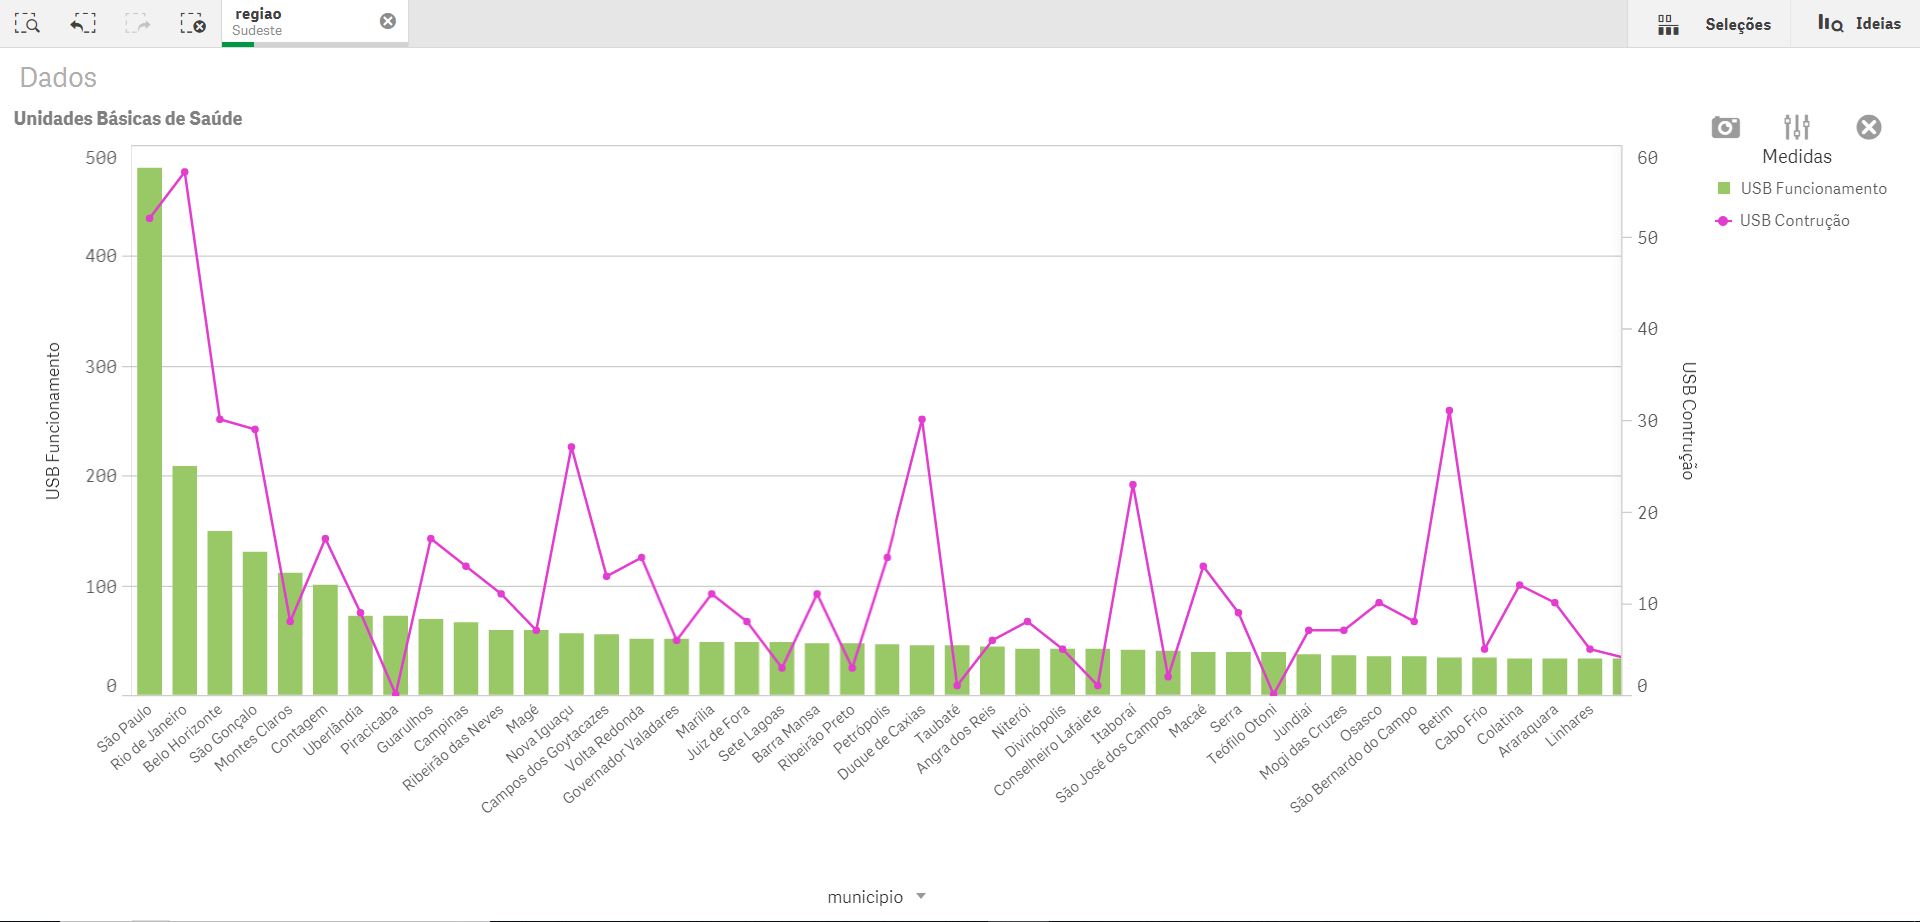 regiao
Sudeste
Seleções
Ideias
Dados
Unidades Básicas de Saúde
Medidas
USB Funcionamento
USB Contrução
USB Funcionamento
500
400
300
200
100
0
60
50
40
30
20
10
0
USB Contrução
São Paulo
Rio de Janeiro
Belo Horizonte
São Gonçalo
Montes Claros
Contagem
Uberlândia
Piracicaba
Guarulhos
Campinas
Ribeirão das Neves
Magé
Nova Iguaçu
Campos dos Goytacazes
Volta Redonda
Governador Valadares
Marília
Juiz de Fora
Sete Lagoas
Barra Mansa
Ribeirão Preto
Petrópolis
Duque de Caxias
Taubaté
Angra dos Reis
Niterói
Divinópolis
Conselheiro Lafaiete
Itaboraí
São José dos Campos
Macaé
Serra
Teófilo Otoni
Jundiaí
Mogi das Cruzes
Osasco
São Bernardo do Campo
Betim
Cabo Frio
Colatina
Araraquara
Linhares
municipio